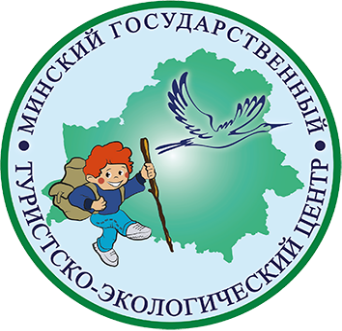 МИНСКИЙ ГОСУДАРСТВЕННЫЙ
ТУРИСТСКО-ЭКОЛОГИЧЕСКИЙ ЦЕНТР